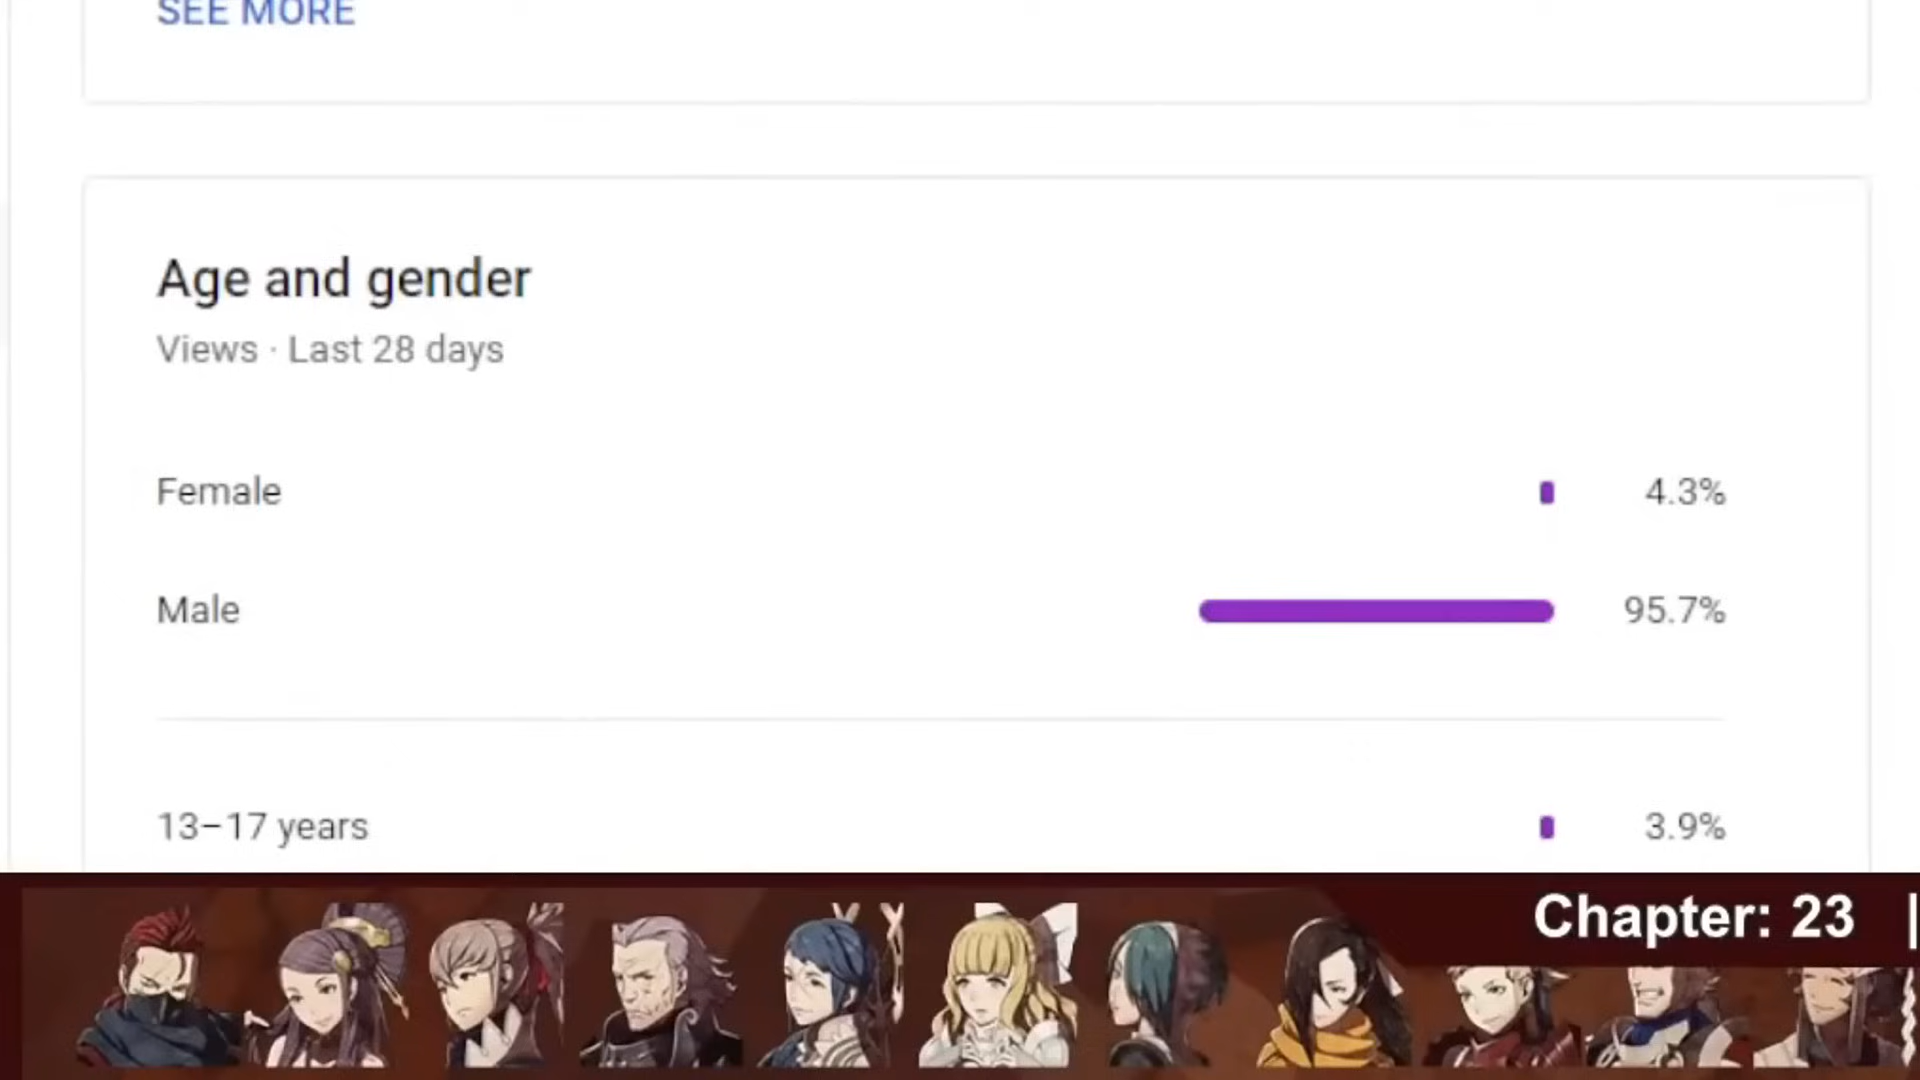 SEE MORE
Age and gender
Views · Last 28 days
Female 4.3%
Male 95.7%
13–17 years 3.9%
Chapter: 23 |